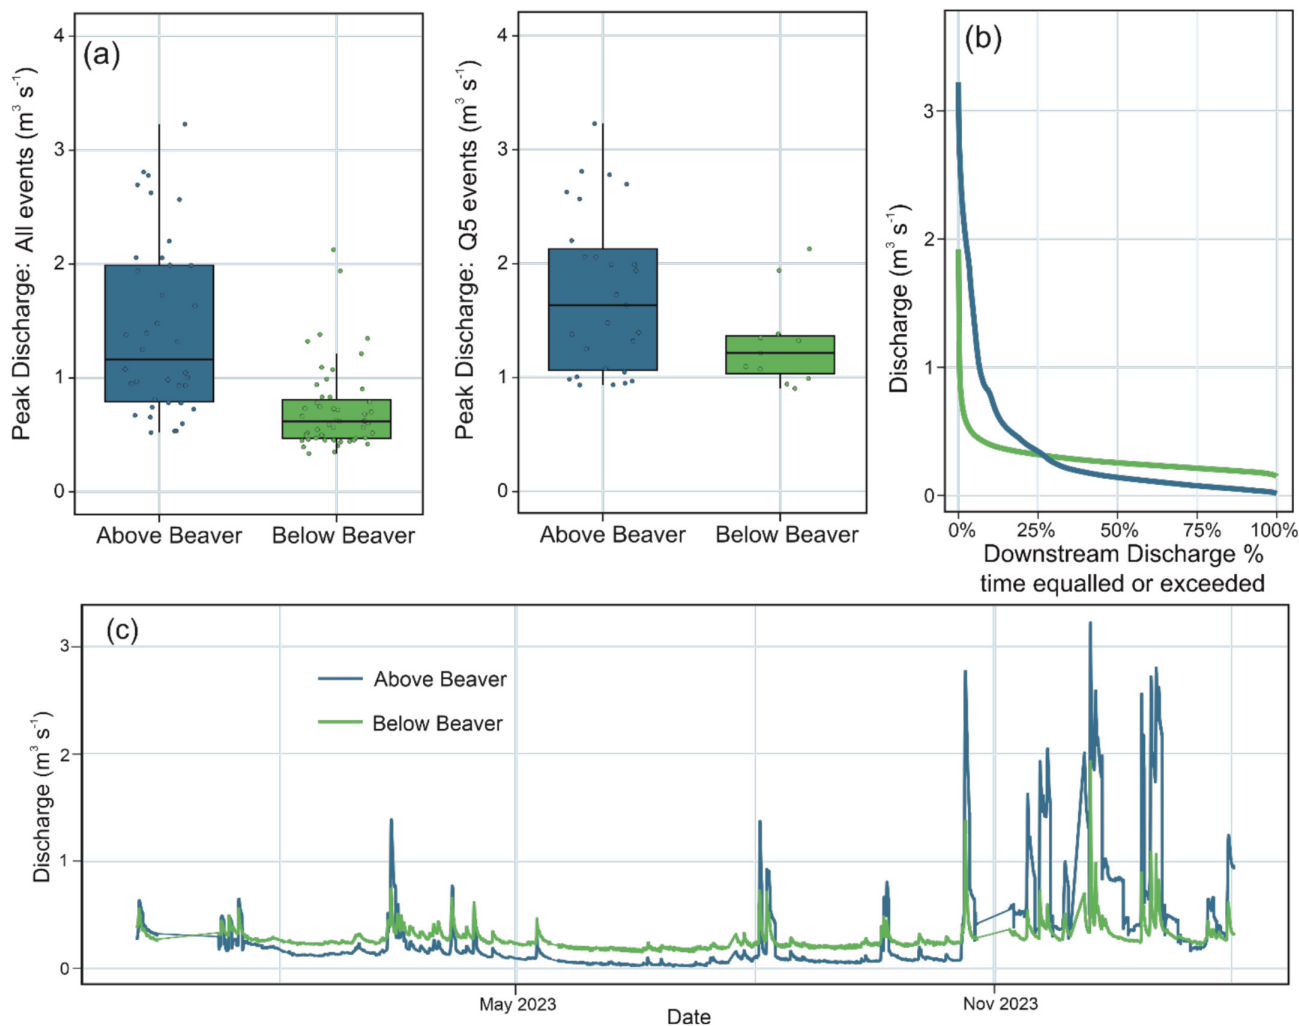 (a)
Peak Discharge: All events (m³ s⁻¹)
4
3
2
1
0
Above Beaver Below Beaver
Peak Discharge: Q5 events (m³ s⁻¹)
4
3
2
1
0
Above Beaver Below Beaver
(b)
Discharge (m³ s⁻¹)
3
2
1
0
0% 25% 50% 75% 100%
Downstream Discharge %
time equalled or exceeded
(c)
Discharge (m³ s⁻¹)
3
2
1
0
Above Beaver
Below Beaver
May 2023 Nov 2023
Date